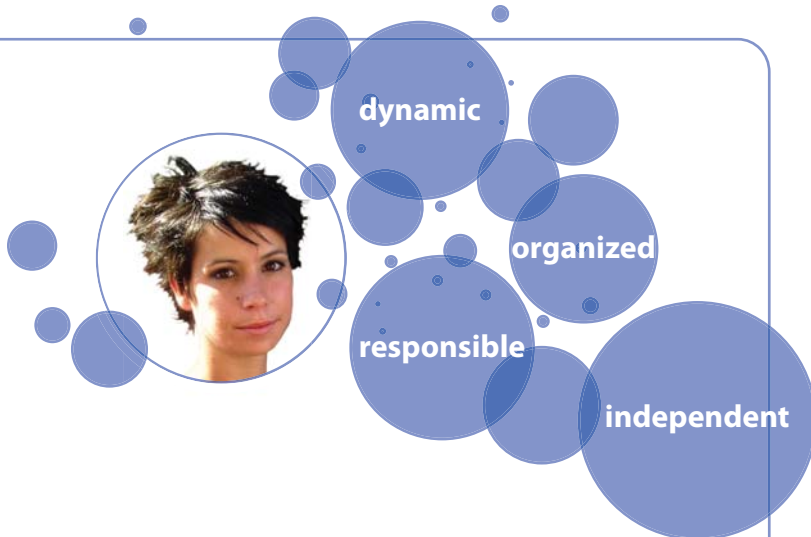 dynamic
organized
responsible
independent